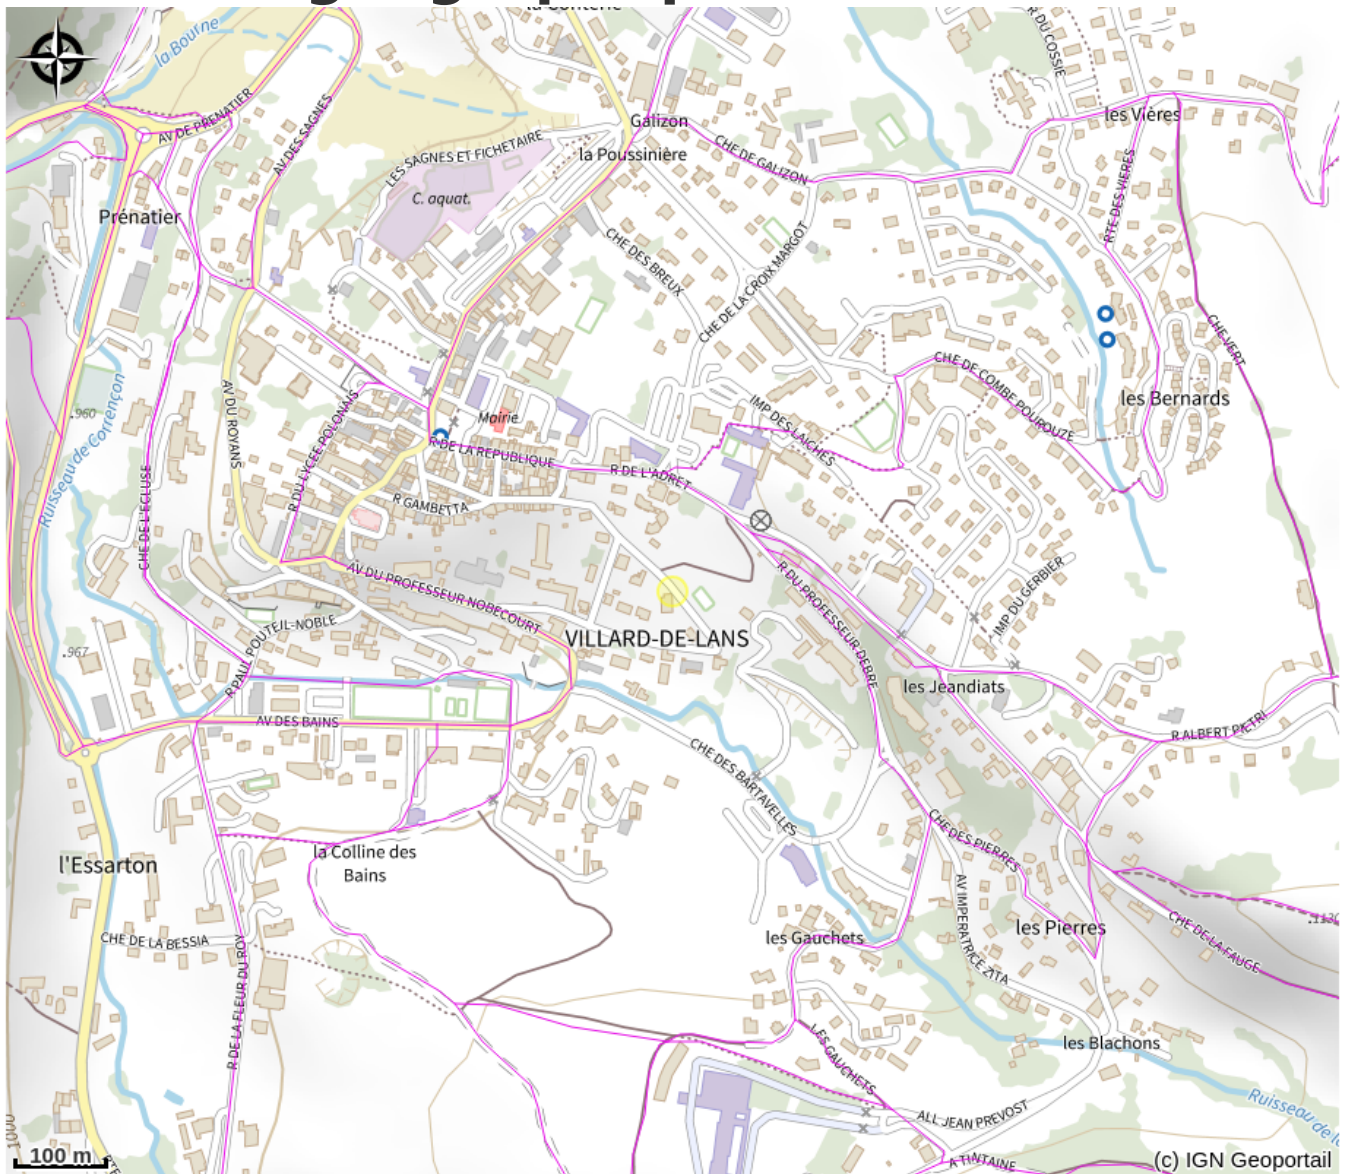 la Bourne
R DU COSSIE
AV DE PRENATIER
AV DES SAGNES
LES SAGNES ET FICHETAIRE
Galizon
la Poussinière
CHE DE GALIZON
les Vières
C. aquat.
Prénatier
RTE DES VIERES
CHE DES BREUX
CHE DE LA CROIX MARGOT
CHE VERT
CHE DE COMBE POUROUZE
les Bernards
.960
AV DU ROYANS
R DU LYCEE POLONAIS
Mairie
IMP DES LAICHES
R DE LA REPUBLIQUE
R DE L'ADRET
Ruisseau de Corrençon
CHE DE L'ECLUSE
R GAMBETTA
AV DU PROFESSEUR NOBECOURT
R DU PROFESSEUR DEBRE
IMP DU GERBIER
VILLARD-DE-LANS
R PAUL POUTEIL-NOBLE
.967
les Jeandiats
AV DES BAINS
R ALBERT PIETRI
CHE DES BARTAVELLES
l'Essarton
la Colline des
Bains
CHE DES PIERRES
AV IMPERATRICE ZITA
les Pierres
CHE DE LA FAUGE
CHE DE LA BESSIA
les Gauchets
R DE LA FLEUR DU ROY
LES GAUCHETS
les Blachons
ALL JEAN PREVOST
Ruisseau de
1000
100 m
A TINTAINE
(c) IGN Geoportail